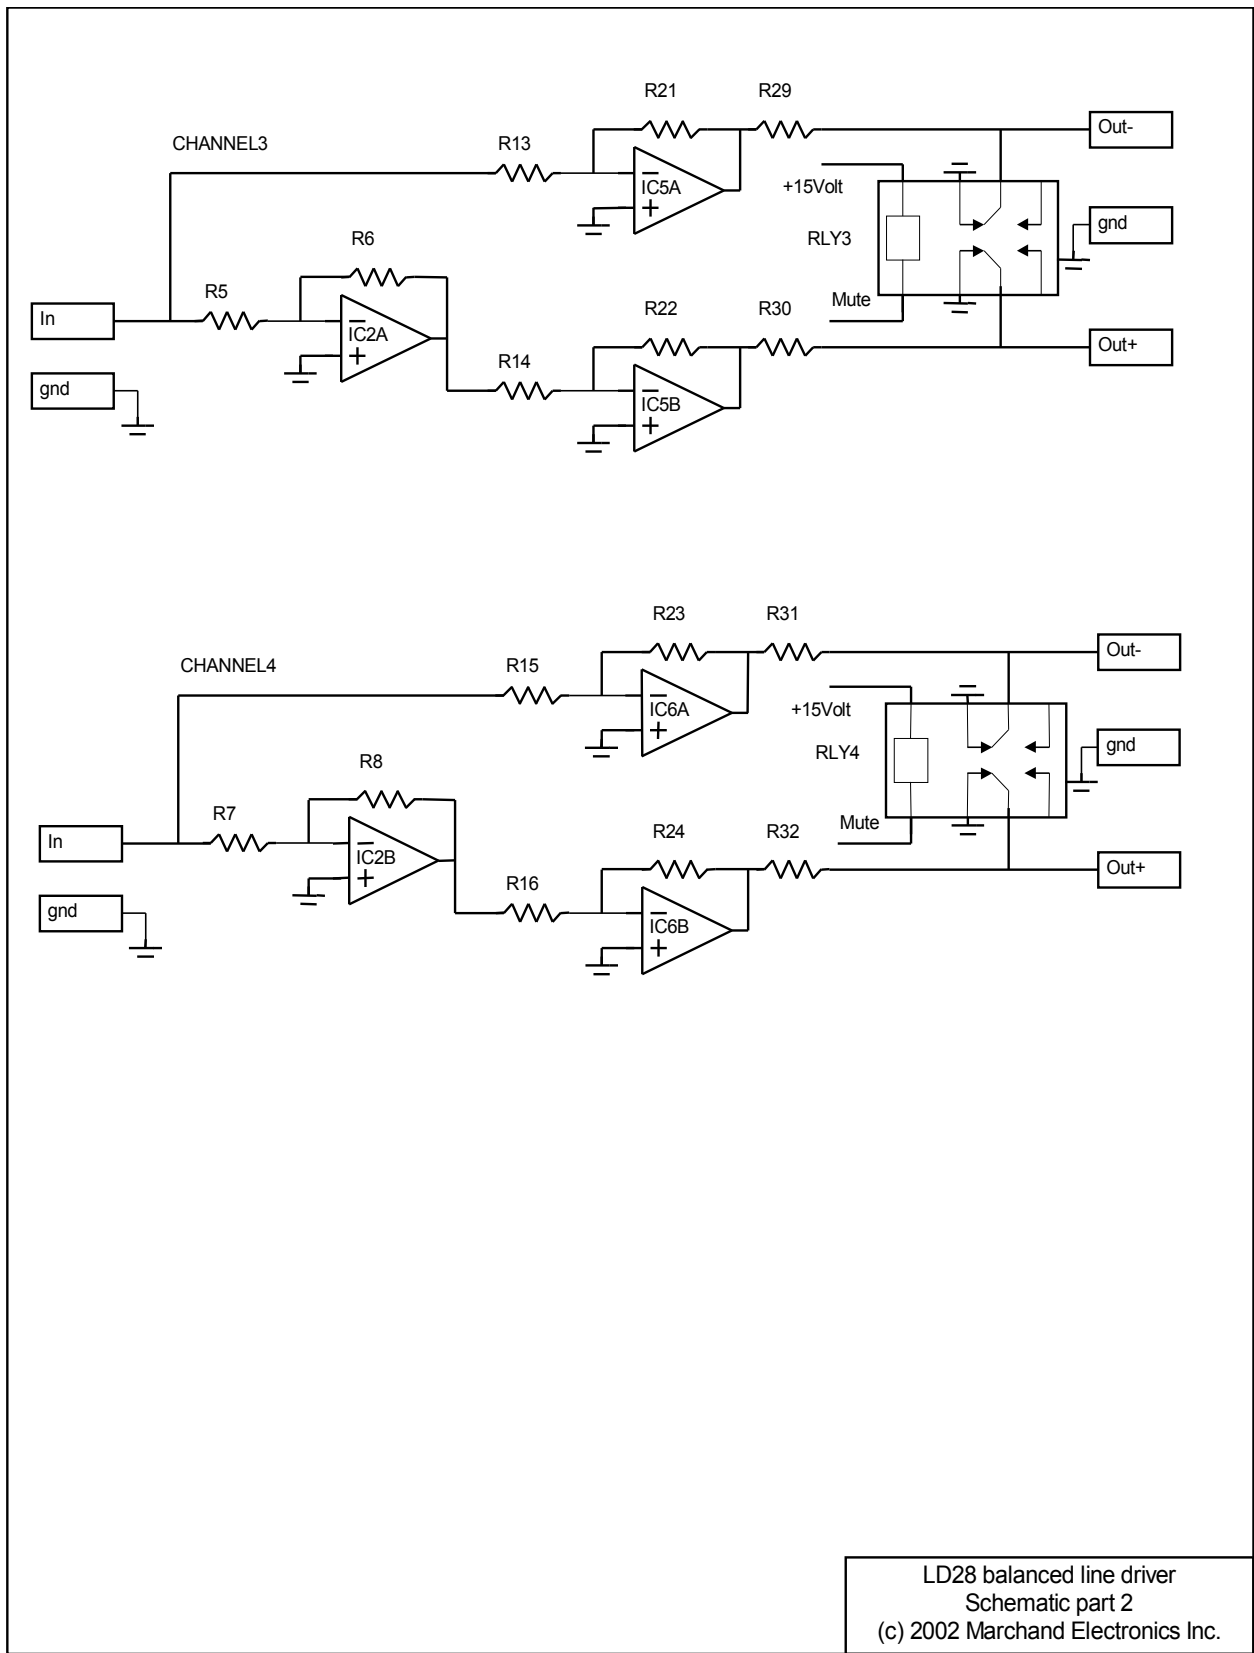 R21
R29
Out-
CHANNEL3
R13
+15Volt
IC5A
gnd
R6
RLY3
R5
Mute
In
R22
R30
IC2A
Out+
R14
gnd
IC5B
R23
R31
Out-
CHANNEL4
R15
+15Volt
IC6A
gnd
R8
RLY4
R7
Mute
In
R24
R32
IC2B
Out+
R16
gnd
IC6B
LD28 balanced line driver
Schematic part 2
(c) 2002 Marchand Electronics Inc.